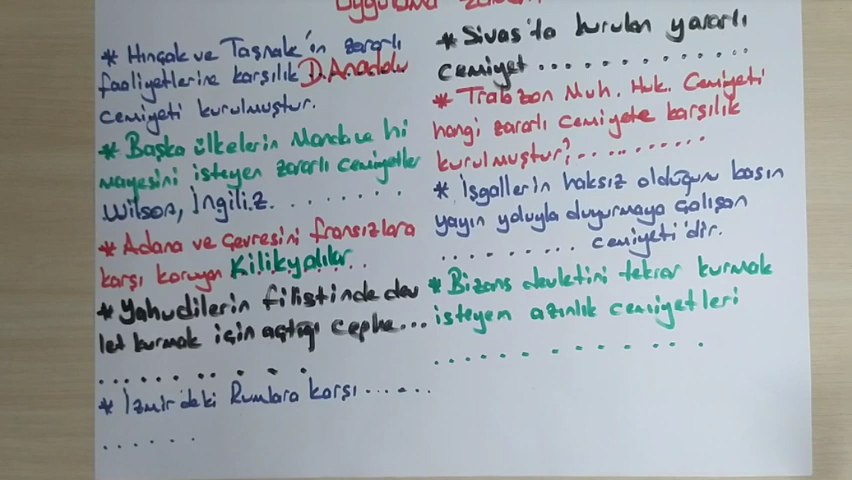 Uygulama Zamanı
* Hınçak ve Taşnak'ın zararlı
faaliyetlerine karşılık D.Anadolu
cemiyeti kurulmuştur.
* Başka ülkelerin Manda ve hi
mayesini isteyen zararlı cemiyetler
Wilson, İngiliz.........
* Adana ve çevresini fransızlara
karşı koruyan Kilikyalılar..
* Yahudilerin filistinde dev
let kurmak için açtığı cephe...
...........
* İzmir'deki Rumlara karşı......
......
* Sivas'ta kurulan yararlı
cemiyet.............
* Trabzon Muh. Huk. Cemiyeti
hangi zararlı cemiyete karşılık
kurulmuştur?..........
* İşgallerin haksız olduğunu basın
yayın yoluyla duyurmaya çalışan
.......... cemiyeti'dir.
* Bizans devletini tekrar kurmak
isteyen azınlık cemiyetleri
.............